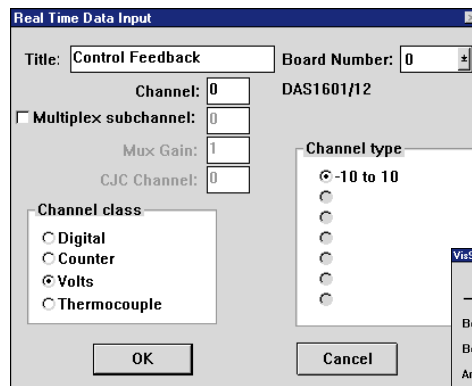 Real Time Data Input
Title: Control Feedback
Board Number: 0
Channel: 0
DAS1601/12
Multiplex subchannel: 0
Mux Gain: 1
CJC Channel: 0
Channel type
-10 to 10
Channel class
Digital
Counter
Volts
Thermocouple
OK
Cancel